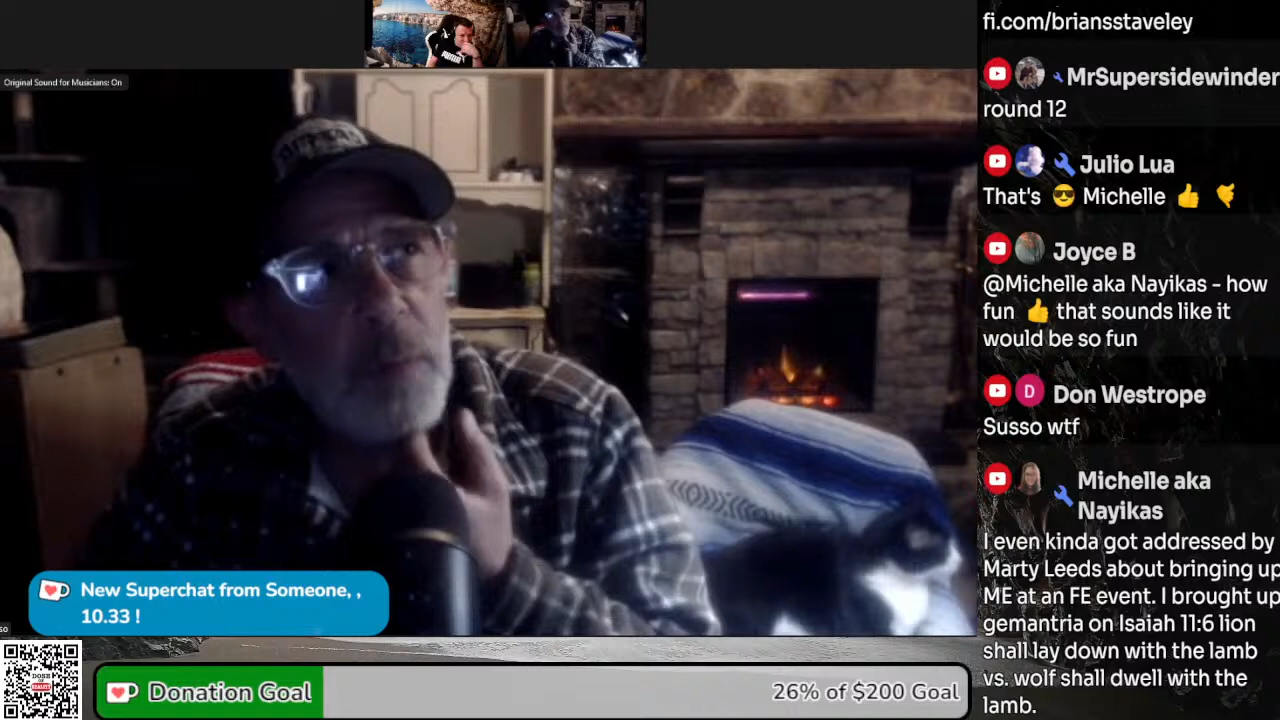 Original Sound for Musicians: On
fi.com/briansstaveley
MrSupersidewinder
round 12
Julio Lua
That's 😎 Michelle 👍 🤙
Joyce B
@Michelle aka Nayikas - how
fun 👍 that sounds like it
would be so fun
D Don Westrope
Susso wtf
Michelle aka
Nayikas
I even kinda got addressed by
Marty Leeds about bringing up
ME at an FE event. I brought up
gemantria on Isaiah 11:6 lion
shall lay down with the lamb
vs. wolf shall dwell with the
lamb.
New Superchat from Someone, ,
10.33 !
so
DOSE
Donation Goal
26% of $200 Goal